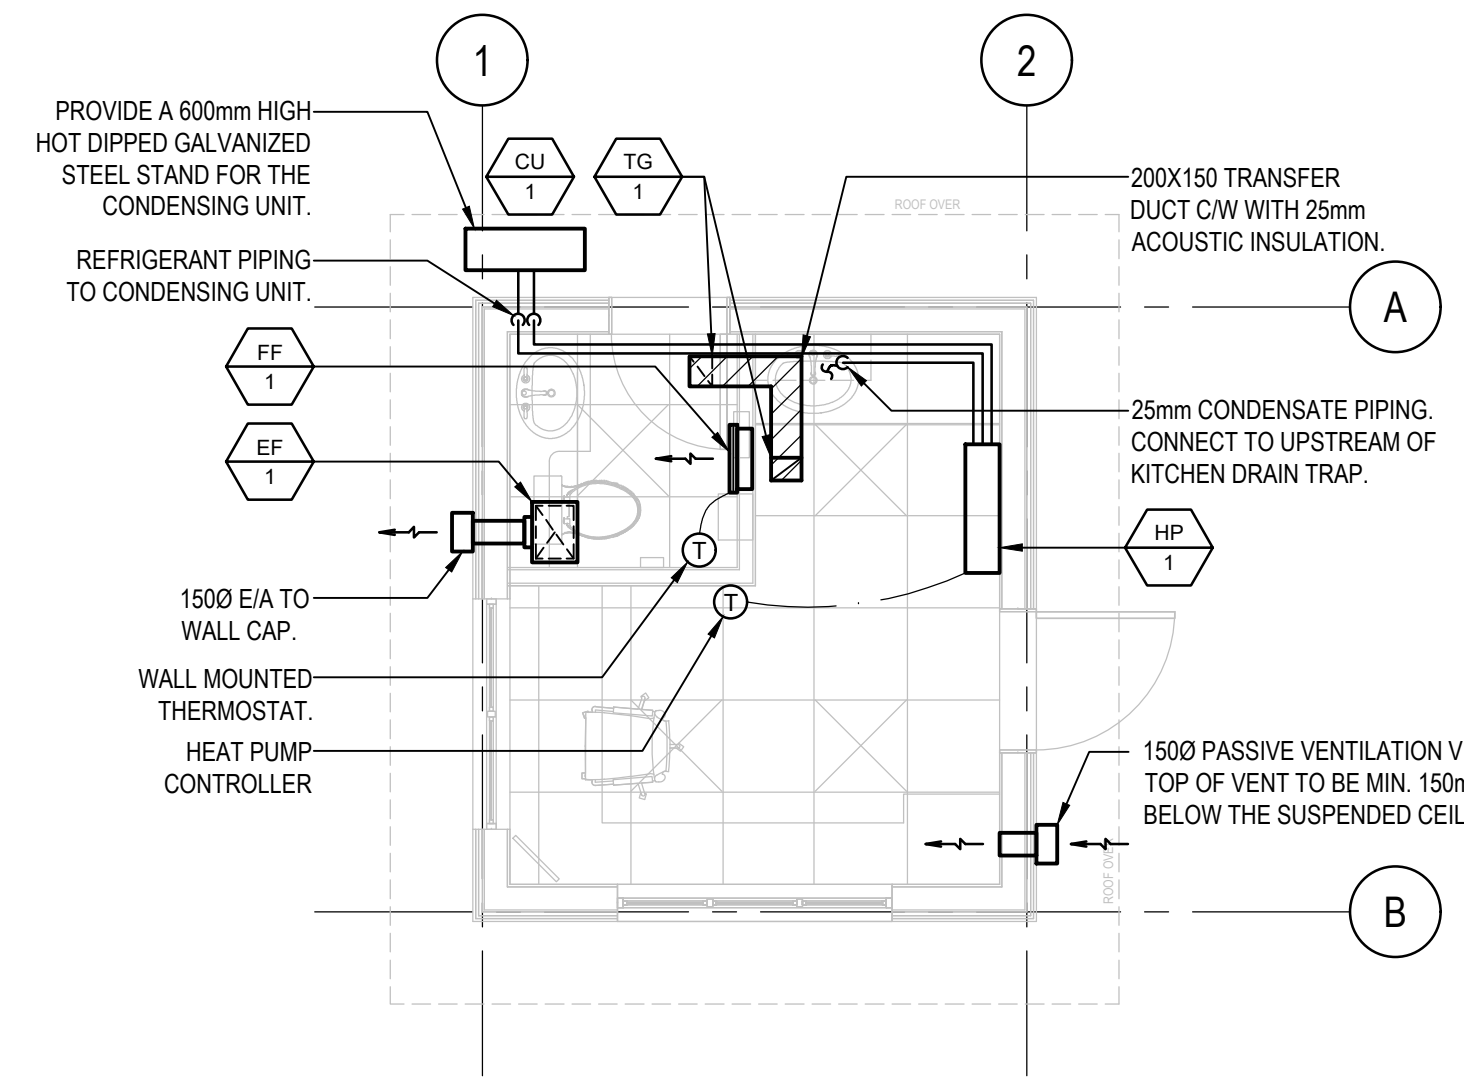 1
2
PROVIDE A 600mm HIGH
HOT DIPPED GALVANIZED
STEEL STAND FOR THE
CONDENSING UNIT.
CU
1
TG
1
200X150 TRANSFER
DUCT C/W WITH 25mm
ACOUSTIC INSULATION.
ROOF OVER
REFRIGERANT PIPING
TO CONDENSING UNIT.
A
FF
1
EF
1
25mm CONDENSATE PIPING.
CONNECT TO UPSTREAM OF
KITCHEN DRAIN TRAP.
HP
1
T
T
150Ø E/A TO
WALL CAP.
WALL MOUNTED
THERMOSTAT.
HEAT PUMP
CONTROLLER
150Ø PASSIVE VENTILATION V
TOP OF VENT TO BE MIN. 150m
BELOW THE SUSPENDED CEIL
ROOF OVER
B